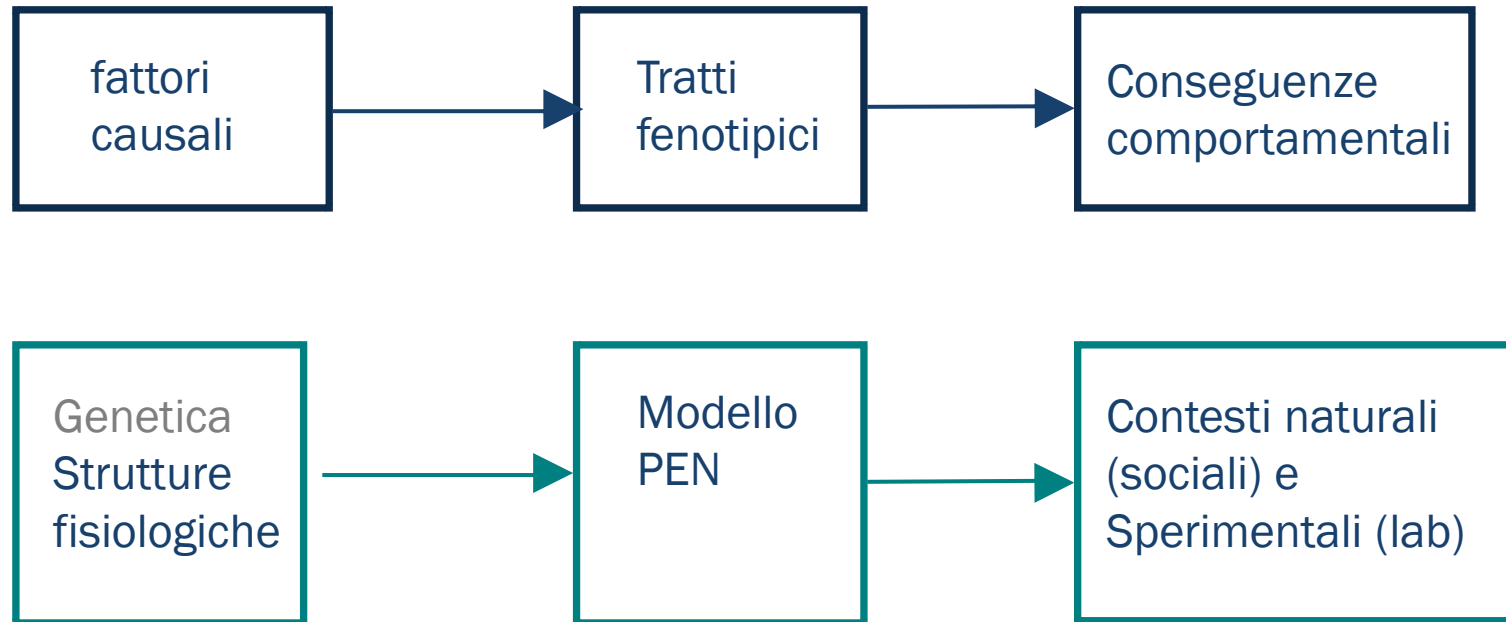 fattori
causali
Tratti
fenotipici
Conseguenze
comportamentali
Genetica
Strutture
fisiologiche
Modello
PEN
Contesti naturali
(sociali) e
Sperimentali (lab)